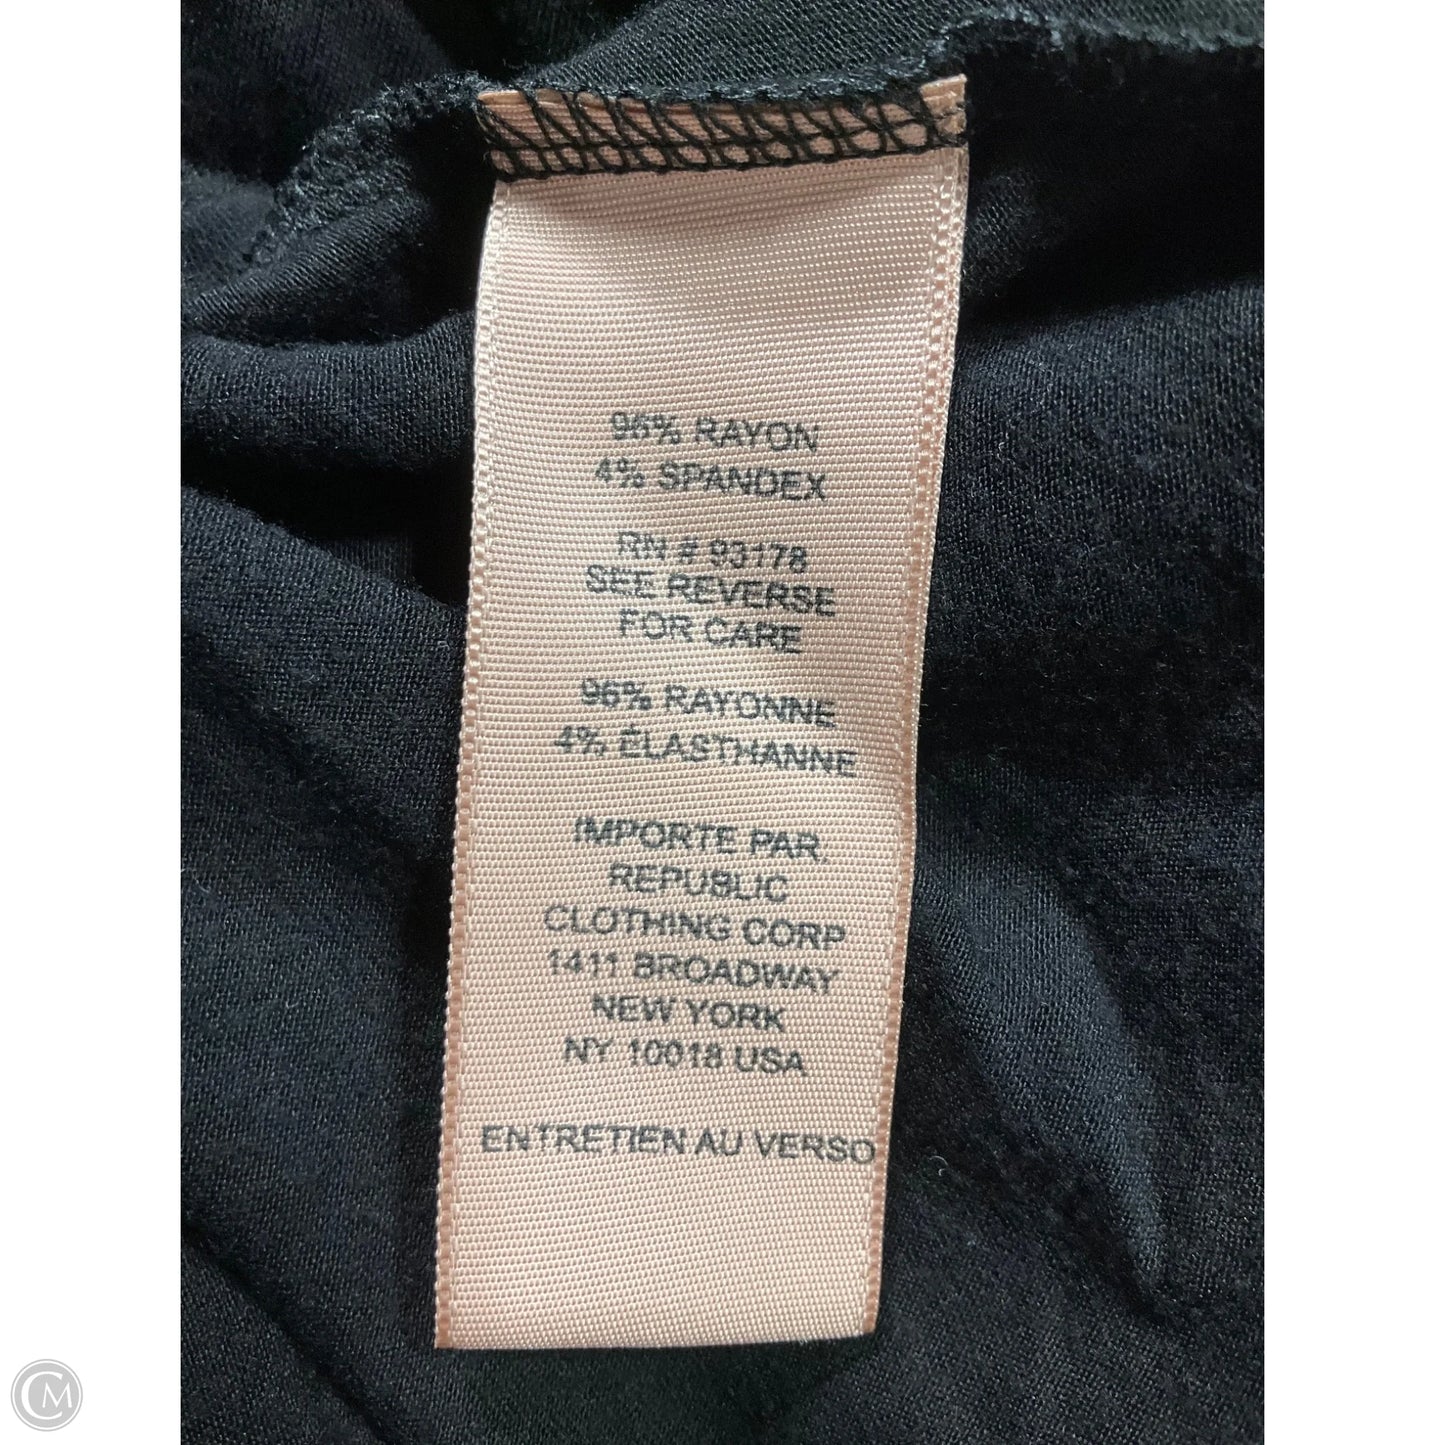 96% RAYON
4% SPANDEX
RN # 93178
SEE REVERSE
FOR CARE
96% RAYONNE
4% ÉLASTHANNE
IMPORTE PAR.
REPUBLIC
CLOTHING CORP
1411 BROADWAY
NEW YORK
NY 10018 USA
ENTRETIEN AU VERSO
CM